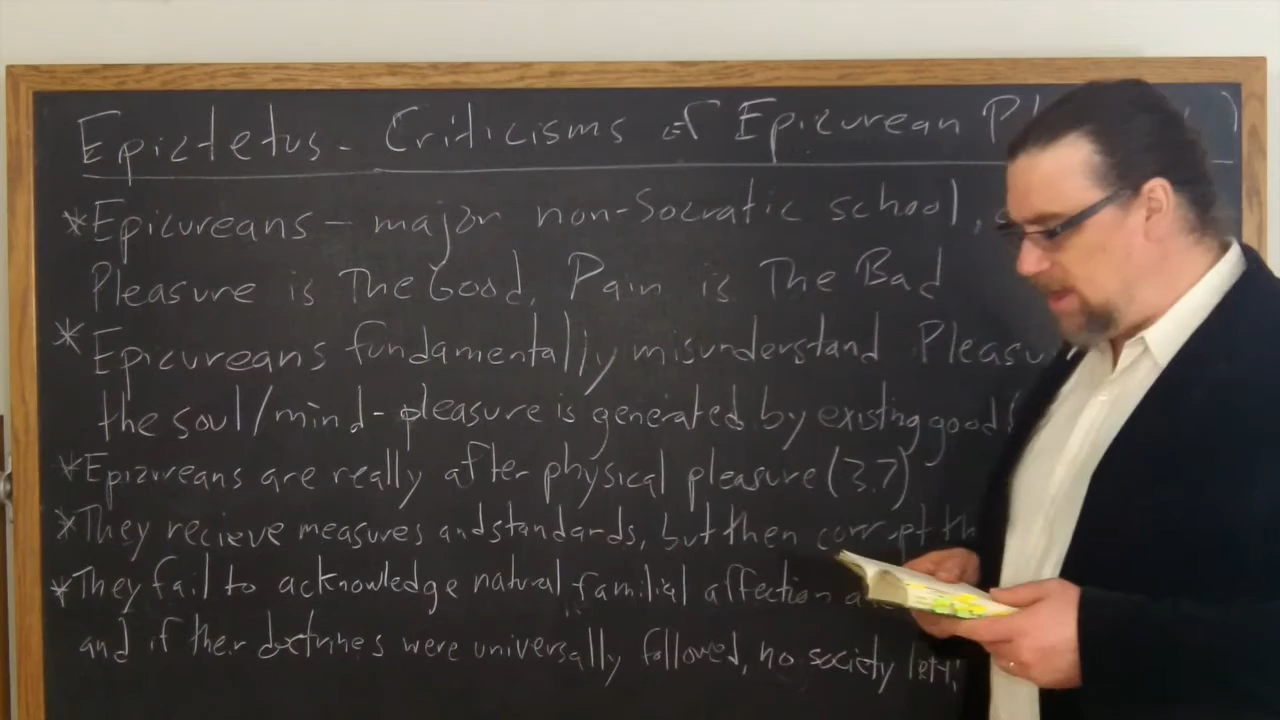 Epictetus - Criticisms of Epicurean
* Epicureans - major non-Socratic school,
Pleasure is The Good, Pain is The Bad
* Epicureans fundamentally misunderstand Pleasu
the soul/mind - pleasure is generated by existing good
* Epicureans are really after physical pleasure (3.7)
* They recieve measures and standards, but then corrupt th
* They fail to acknowledge natural familial affection
and if their doctrines were universally followed, no society left!